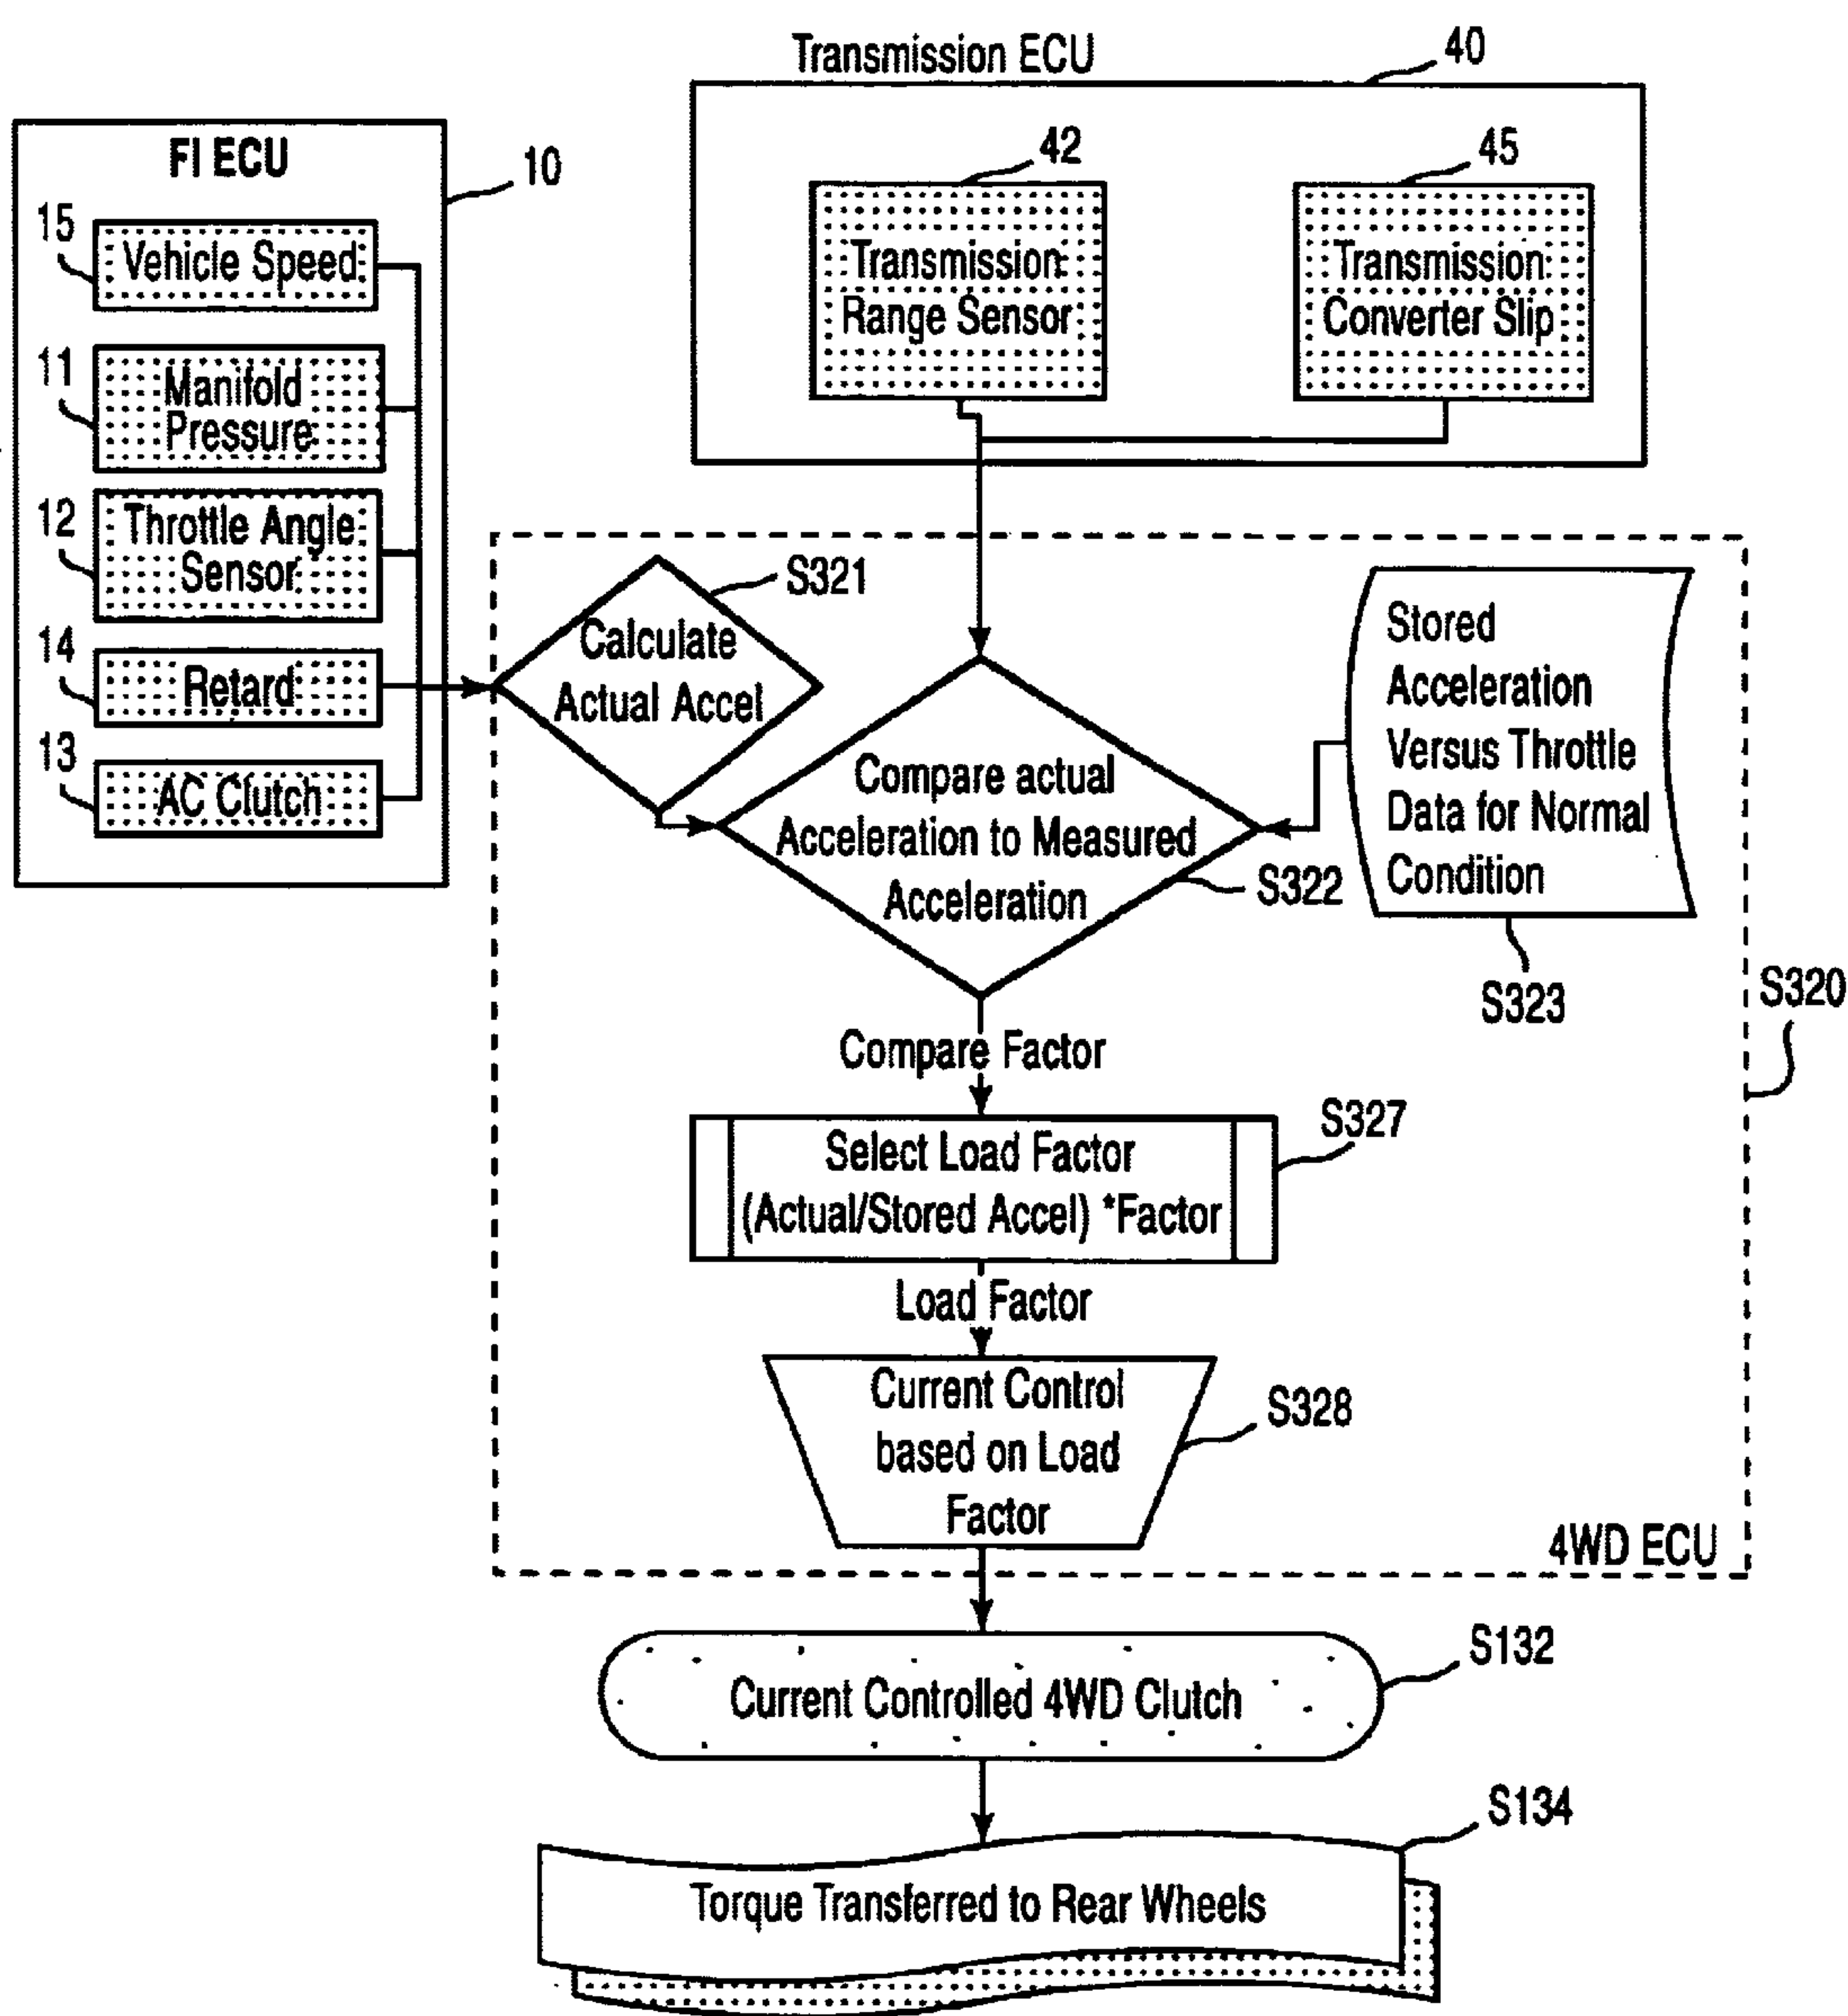 Transmission ECU
40
FI ECU
10
15
Vehicle Speed
11
Manifold
Pressure
12
Throttle Angle
Sensor
14
Retard
13
AC Clutch
42
Transmission
Range Sensor
45
Transmission
Converter Slip
S321
Calculate
Actual Accel
Compare actual
Acceleration to Measured
Acceleration
S322
Stored
Acceleration
Versus Throttle
Data for Normal
Condition
S323
S320
Compare Factor
S327
Select Load Factor
(Actual/Stored Accel) *Factor
Load Factor
Current Control
based on Load
Factor
S328
4WD ECU
S132
Current Controlled 4WD Clutch
S134
Torque Transferred to Rear Wheels